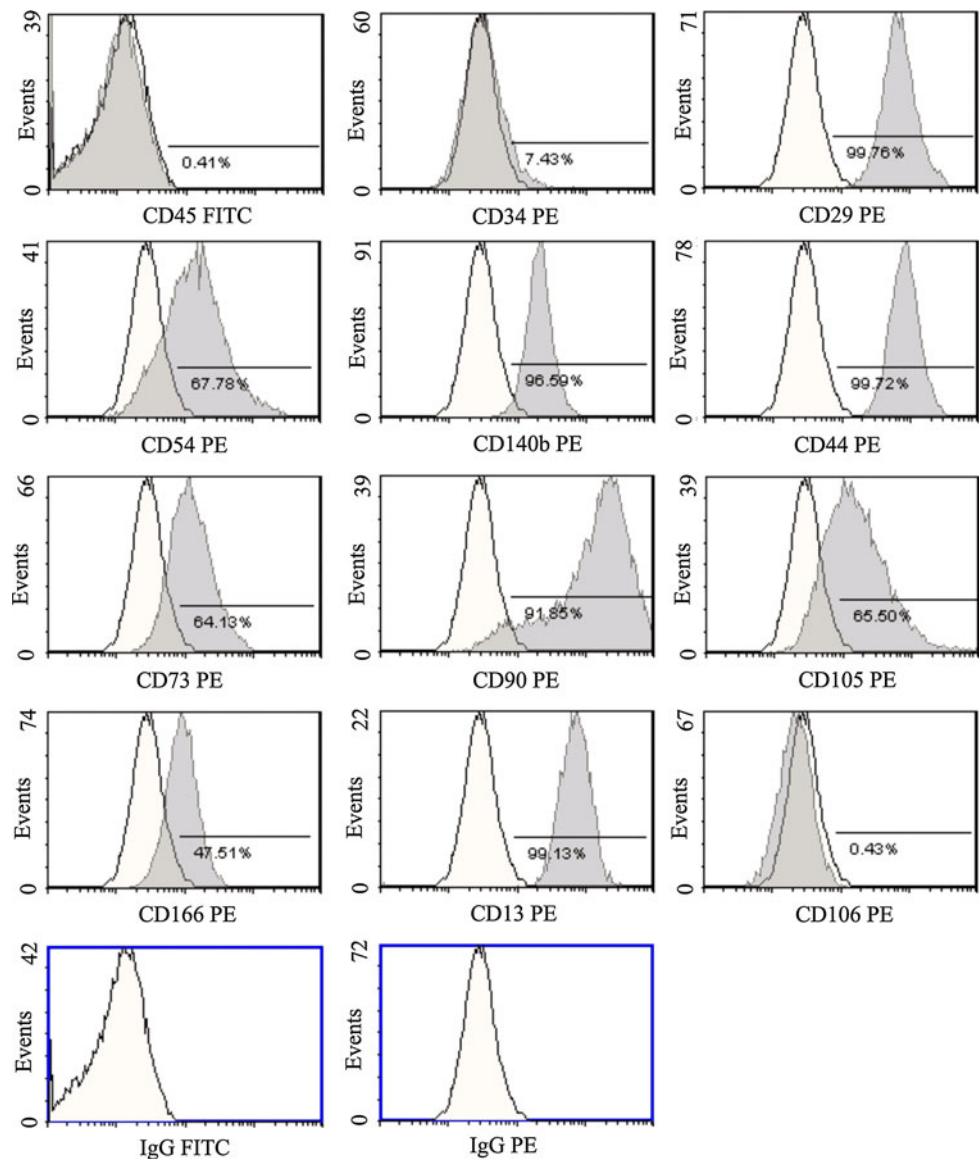 39
Events
0
0.41%
CD45 FITC
60
Events
0
7.43%
CD34 PE
71
Events
0
99.76%
CD29 PE
41
Events
0
67.78%
CD54 PE
91
Events
0
96.59%
CD140b PE
78
Events
0
99.72%
CD44 PE
66
Events
0
64.13%
CD73 PE
39
Events
0
91.85%
CD90 PE
39
Events
0
65.50%
CD105 PE
74
Events
0
47.51%
CD166 PE
22
Events
0
99.13%
CD13 PE
67
Events
0
0.43%
CD106 PE
42
Events
0
IgG FITC
72
Events
0
IgG PE